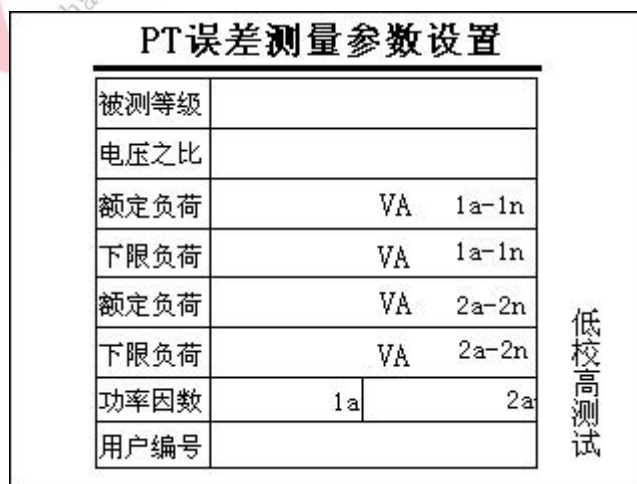 PT误差测量参数设置
被测等级
电压之比
额定负荷 VA 1a-1n
下限负荷 VA 1a-1n
额定负荷 VA 2a-2n
下限负荷 VA 2a-2n
功率因数 1a 2a
用户编号
低校高测试